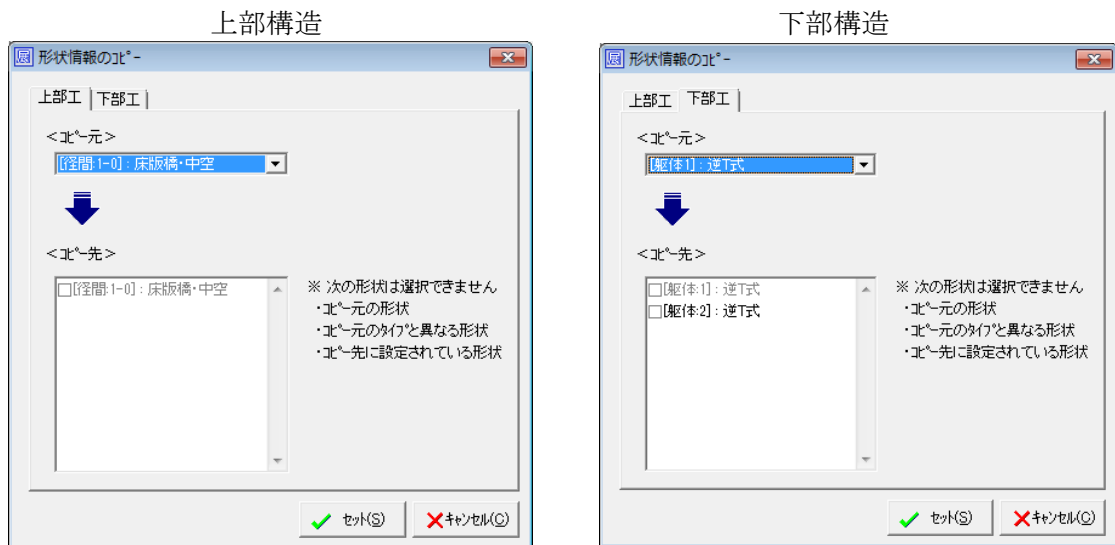 上部構造
形状情報のｺﾋﾟｰ
上部工
下部工
<ｺﾋﾟｰ元>
[径間:1-0] : 床版橋・中空
<ｺﾋﾟｰ先>
[径間:1-0] : 床版橋・中空
※ 次の形状は選択できません
・ｺﾋﾟｰ元の形状
・ｺﾋﾟｰ元のﾀｲﾌﾟと異なる形状
・ｺﾋﾟｰ先に設定されている形状
ｾｯﾄ(S)
ｷｬﾝｾﾙ(C)
下部構造
形状情報のｺﾋﾟｰ
上部工
下部工
<ｺﾋﾟｰ元>
[躯体1] : 逆T式
<ｺﾋﾟｰ先>
[躯体:1] : 逆T式
[躯体:2] : 逆T式
※ 次の形状は選択できません
・ｺﾋﾟｰ元の形状
・ｺﾋﾟｰ元のﾀｲﾌﾟと異なる形状
・ｺﾋﾟｰ先に設定されている形状
ｾｯﾄ(S)
ｷｬﾝｾﾙ(C)